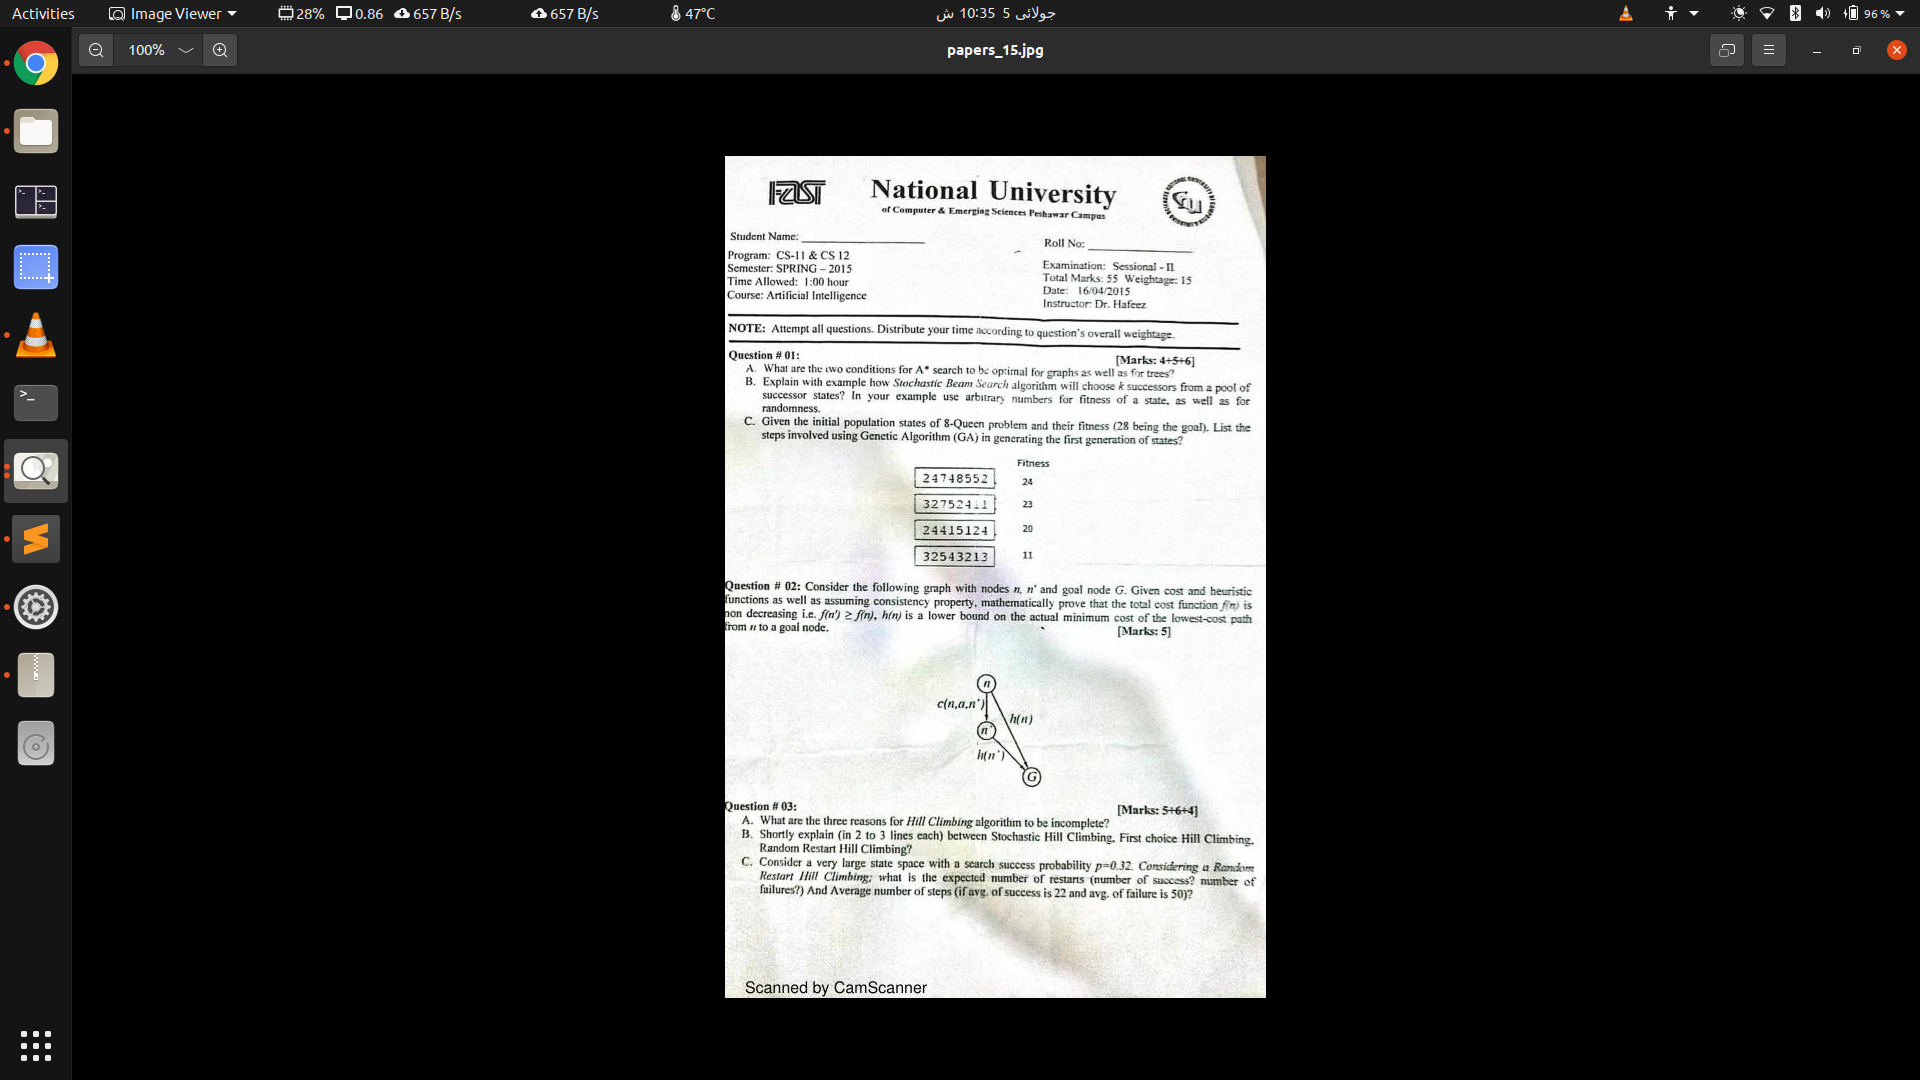 Activities
Image Viewer
28%
0.86
657 B/s
657 B/s
47°C
جولائی 5 10:35 ش
96 %
100%
papers_15.jpg
FAST
National University
of Computer & Emerging Sciences Peshawar Campus
Student Name:
Roll No:
Program: CS-11 & CS 12
Semester: SPRING – 2015
Time Allowed: 1:00 hour
Course: Artificial Intelligence
Examination: Sessional - II
Total Marks: 55 Weightage: 15
Date: 16/04/2015
Instructor: Dr. Hafeez
NOTE: Attempt all questions. Distribute your time according to question's overall weightage.
Question # 01:
[Marks: 4+5+6]
A. What are the two conditions for A* search to be optimal for graphs as well as for trees?
B. Explain with example how Stochastic Beam Search algorithm will choose k successors from a pool of
successor states? In your example use arbitrary numbers for fitness of a state, as well as for
randomness.
C. Given the initial population states of 8-Queen problem and their fitness (28 being the goal). List the
steps involved using Genetic Algorithm (GA) in generating the first generation of states?
Fitness
24748552
24
32752411
23
24415124
20
32543213
11
Question # 02: Consider the following graph with nodes n, n' and goal node G. Given cost and heuristic
functions as well as assuming consistency property, mathematically prove that the total cost function f(n) is
non decreasing i.e. f(n') ≥ f(n), h(n) is a lower bound on the actual minimum cost of the lowest-cost path
from n to a goal node.
[Marks: 5]
n
c(n,a,n')
h(n)
n'
h(n')
G
Question # 03:
[Marks: 5+6+4]
A. What are the three reasons for Hill Climbing algorithm to be incomplete?
B. Shortly explain (in 2 to 3 lines each) between Stochastic Hill Climbing, First choice Hill Climbing,
Random Restart Hill Climbing?
C. Consider a very large state space with a search success probability p=0.32. Considering a Random
Restart Hill Climbing; what is the expected number of restarts (number of success? number of
failures?) And Average number of steps (if avg. of success is 22 and avg. of failure is 50)?
Scanned by CamScanner